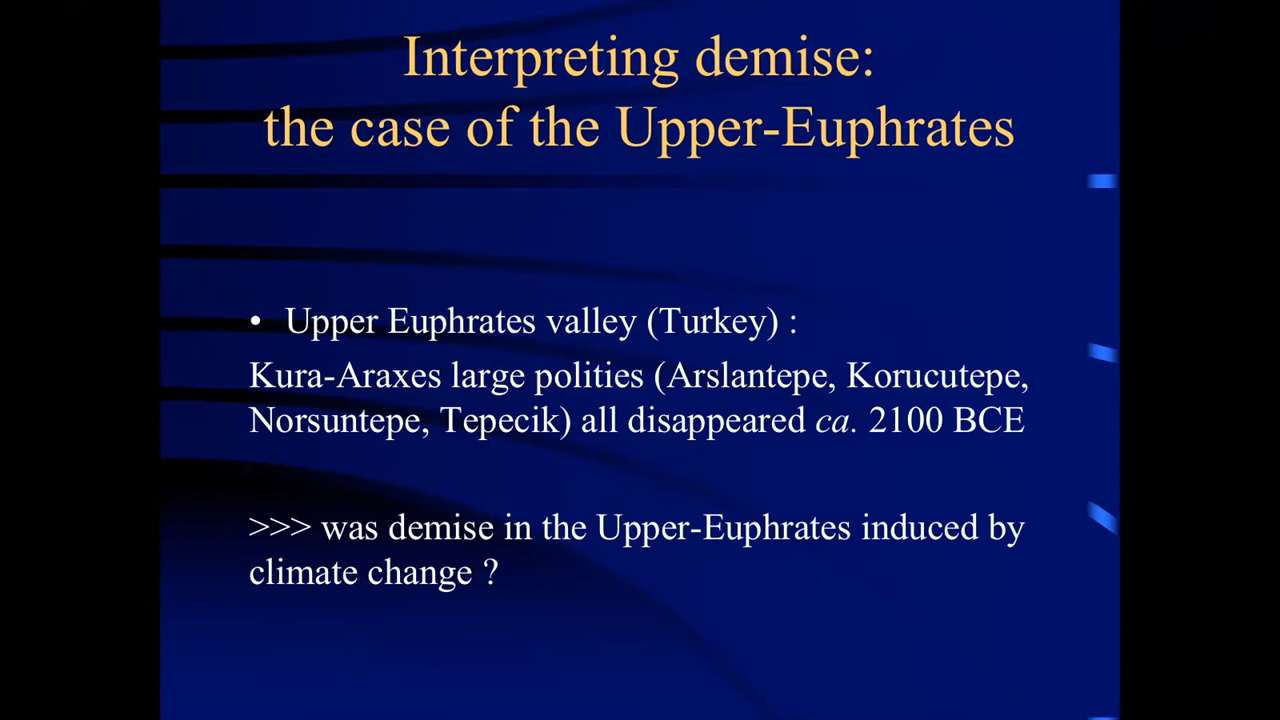 Interpreting demise:
the case of the Upper-Euphrates
• Upper Euphrates valley (Turkey) :
Kura-Araxes large polities (Arslantepe, Korucutepe,
Norsuntepe, Tepecik) all disappeared ca. 2100 BCE
>>> was demise in the Upper-Euphrates induced by
climate change ?